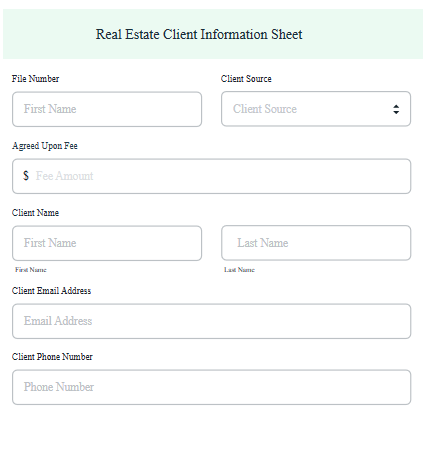 Real Estate Client Information Sheet
File Number Client Source
First Name Client Source
Agreed Upon Fee
$ Fee Amount
Client Name
First Name Last Name
First Name Last Name
Client Email Address
Email Address
Client Phone Number
Phone Number